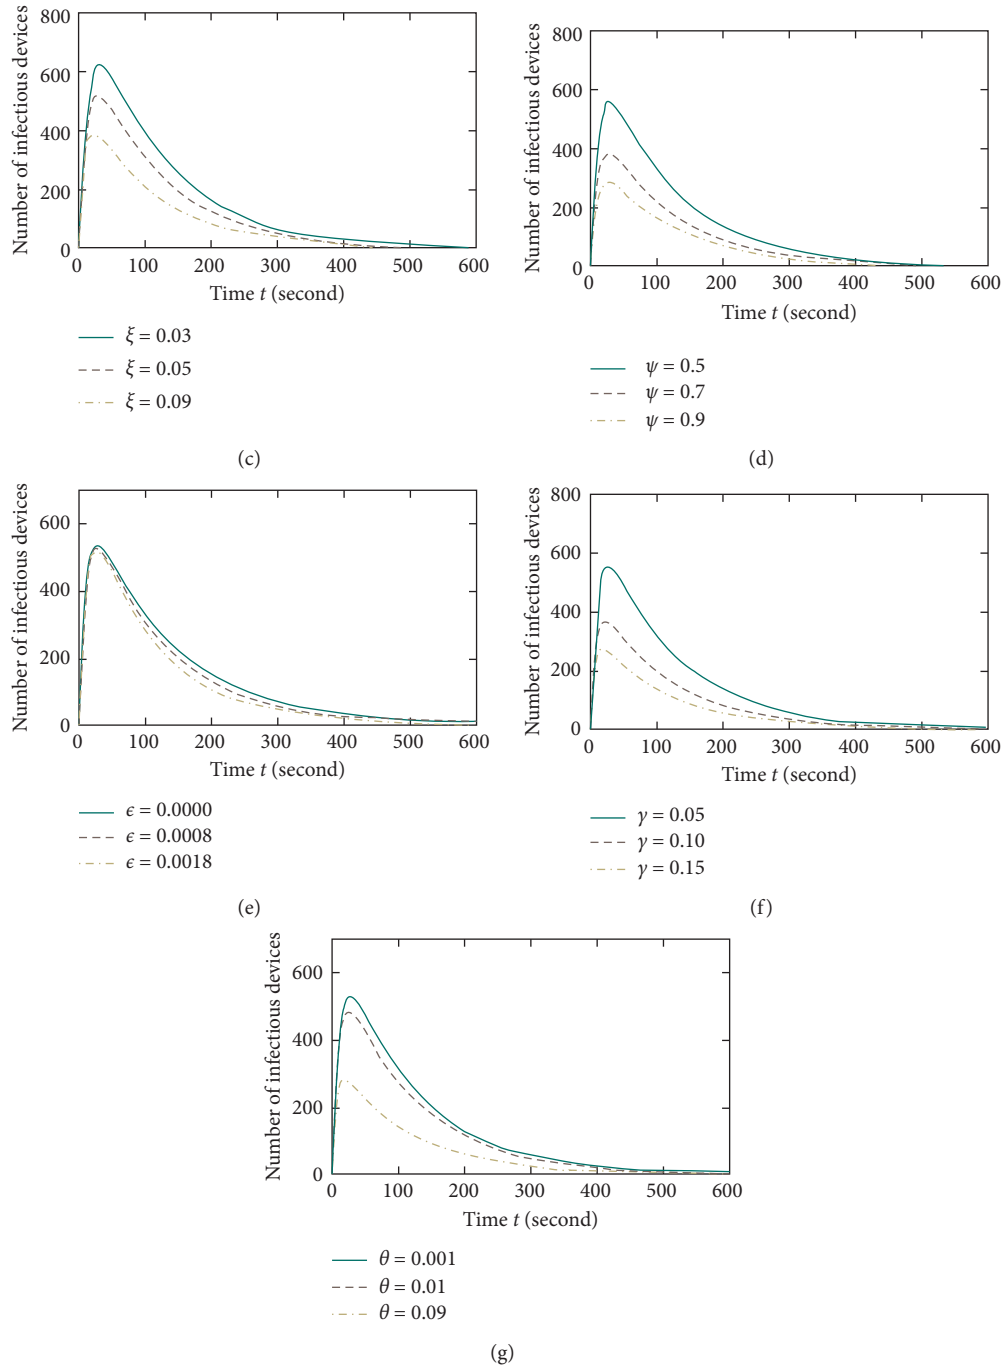 800
600
400
200
0
Number of infectious devices
0 100 200 300 400 500 600
Time t (second)
ξ = 0.03
ξ = 0.05
ξ = 0.09
(c)
800
600
400
200
0
Number of infectious devices
0 100 200 300 400 500 600
Time t (second)
ψ = 0.5
ψ = 0.7
ψ = 0.9
(d)
600
400
200
0
Number of infectious devices
0 100 200 300 400 500 600
Time t (second)
ϵ = 0.0000
ϵ = 0.0008
ϵ = 0.0018
(e)
800
600
400
200
0
Number of infectious devices
0 100 200 300 400 500 600
Time t (second)
γ = 0.05
γ = 0.10
γ = 0.15
(f)
600
400
200
0
Number of infectious devices
0 100 200 300 400 500 600
Time t (second)
θ = 0.001
θ = 0.01
θ = 0.09
(g)